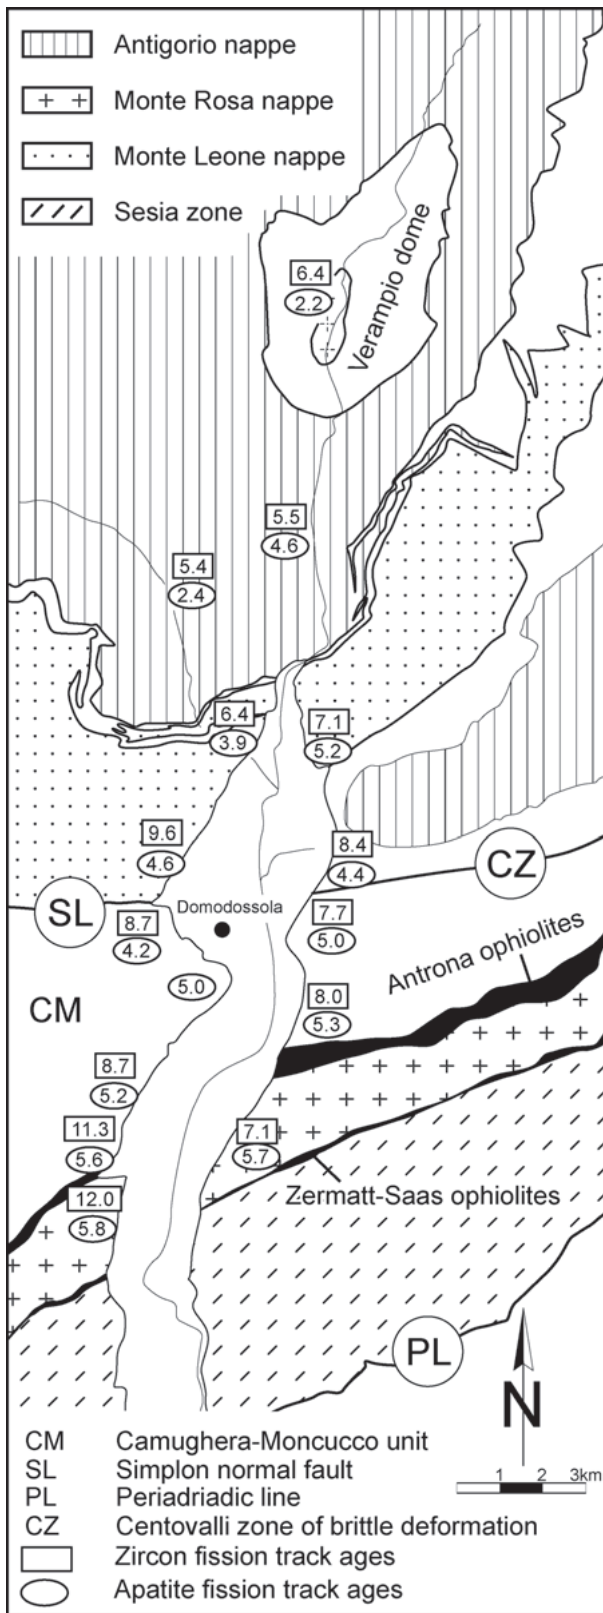 Antigorio nappe
Monte Rosa nappe
Monte Leone nappe
Sesia zone
Verampio dome
6.4
2.2
5.5
4.6
5.4
2.4
6.4
3.9
7.1
5.2
9.6
4.6
8.4
4.4
CZ
SL
8.7
4.2
Domodossola
7.7
5.0
5.0
Antrona ophiolites
CM
8.0
5.3
8.7
5.2
11.3
5.6
7.1
5.7
12.0
5.8
Zermatt-Saas ophiolites
PL
N
1 2 3km
CM Camughera-Moncucco unit
SL Simplon normal fault
PL Periadriadic line
CZ Centovalli zone of brittle deformation
Zircon fission track ages
Apatite fission track ages